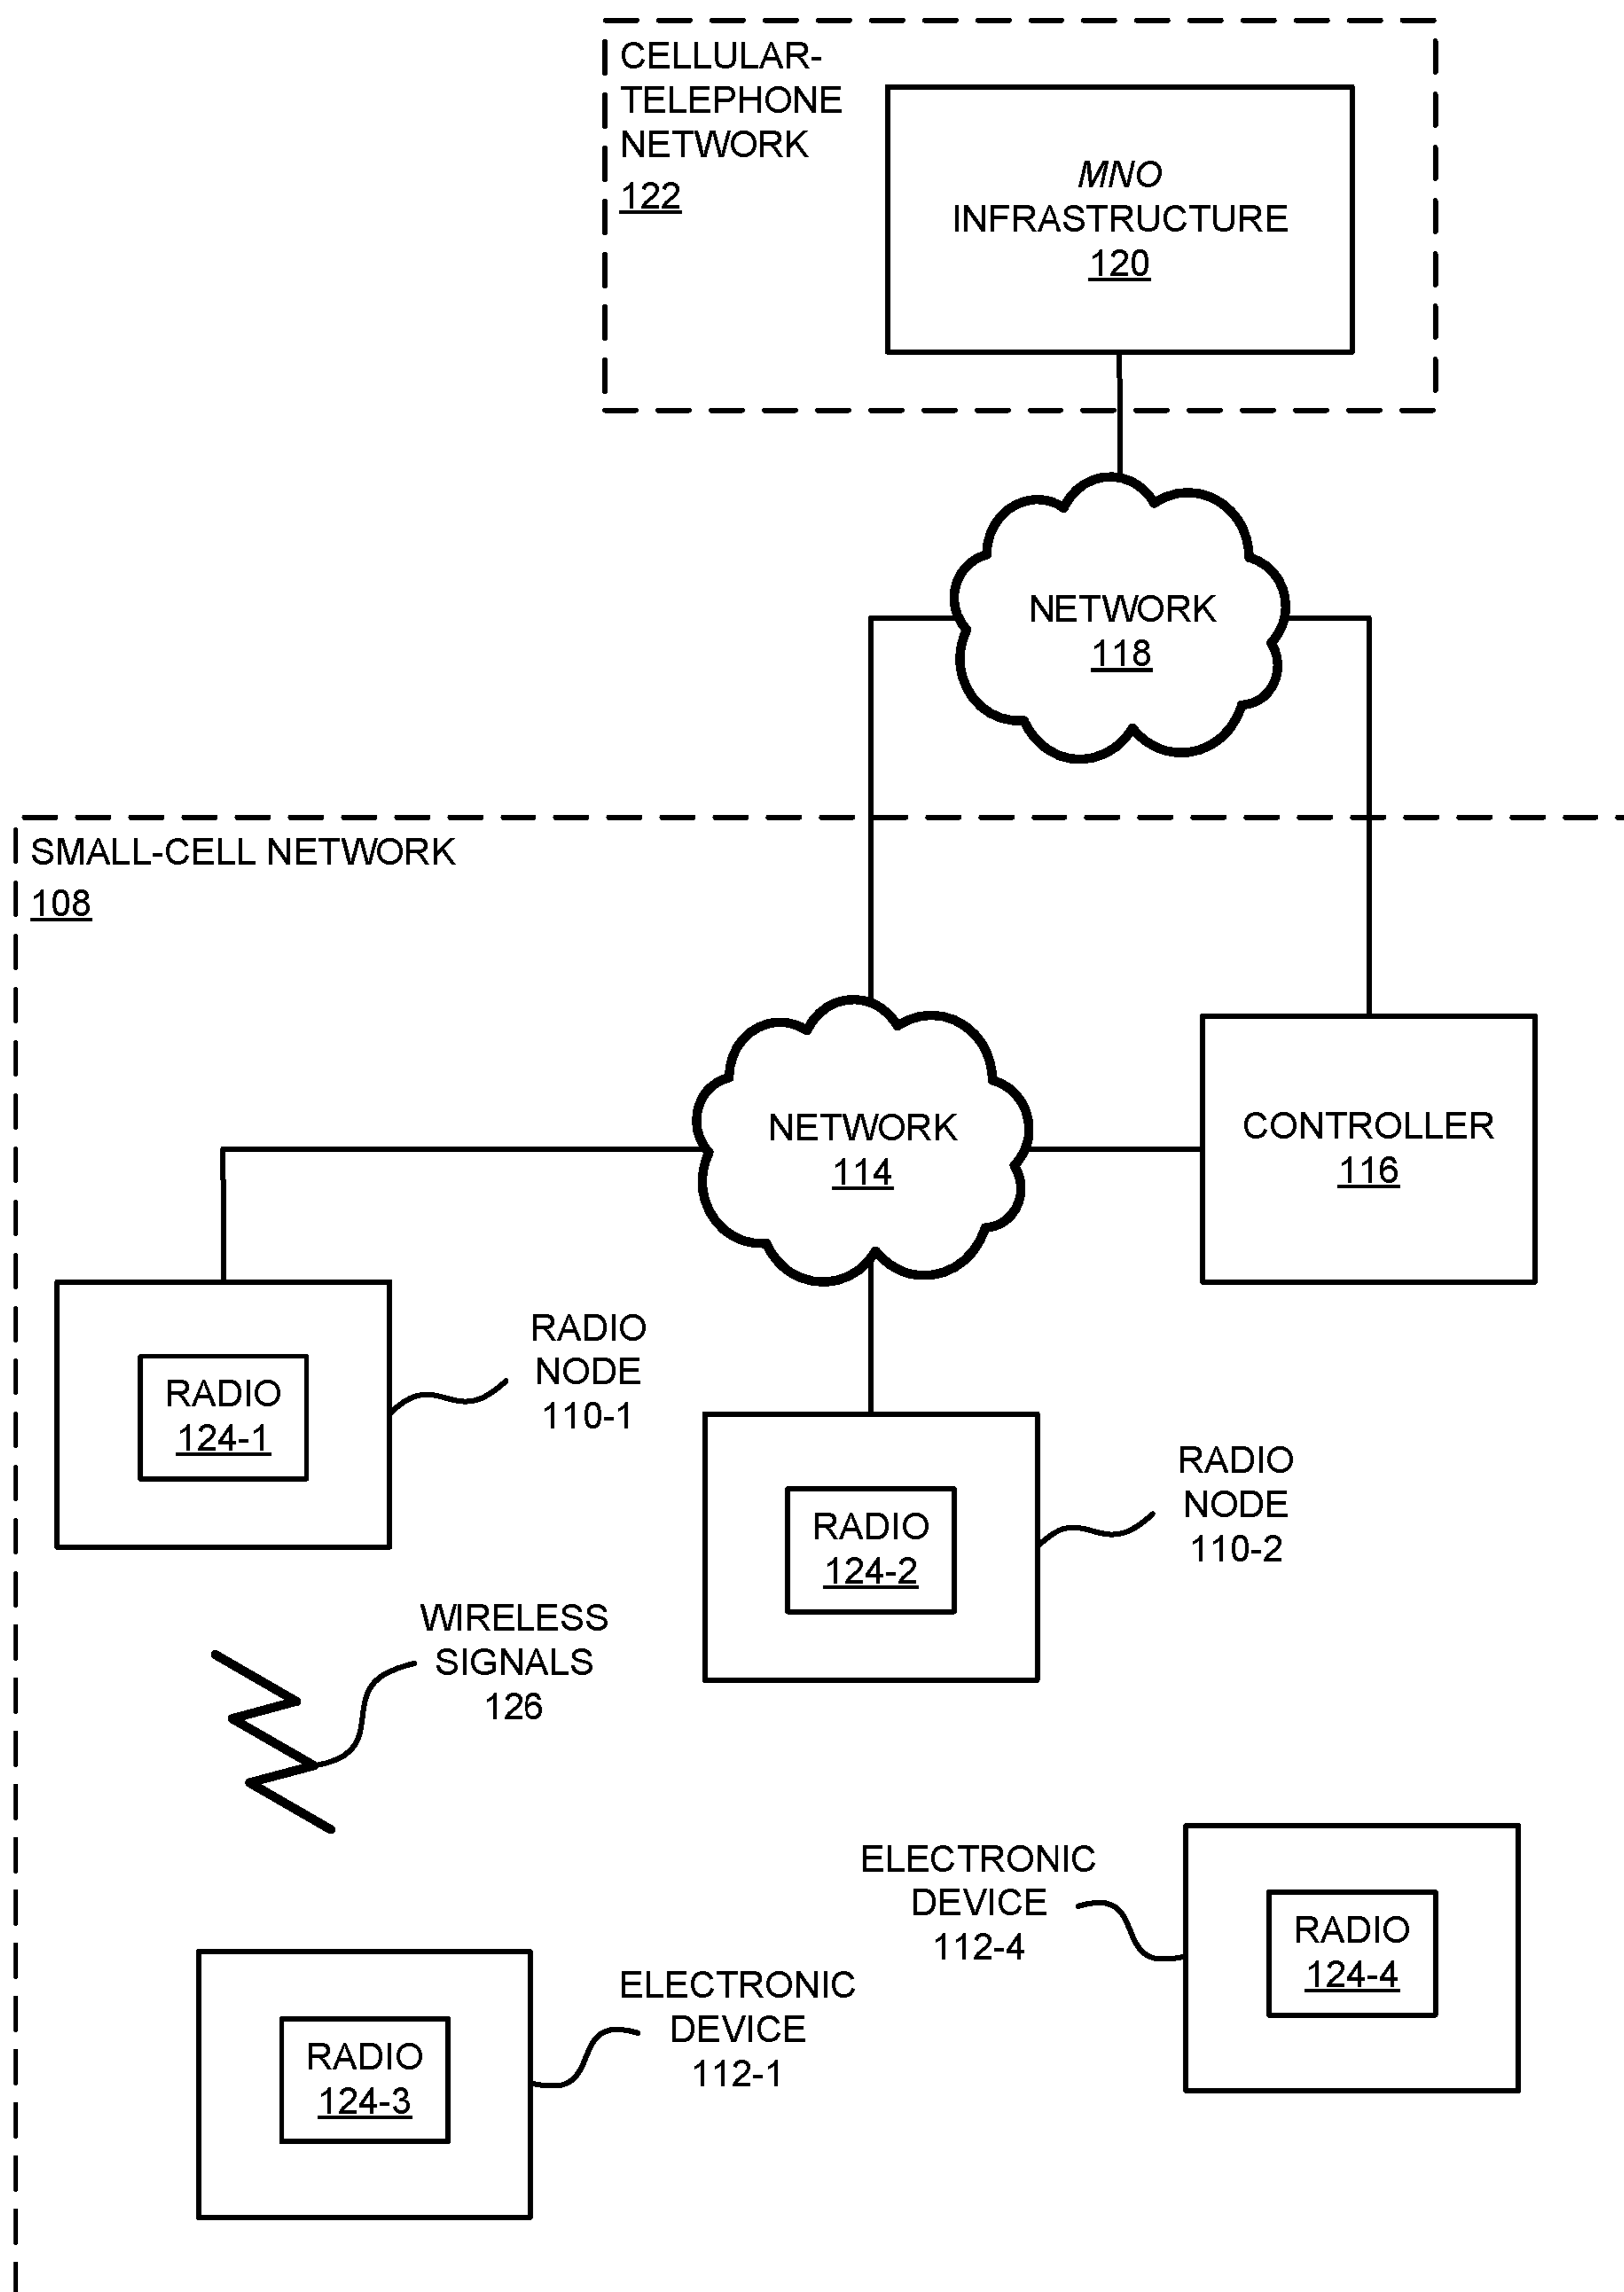 CELLULAR-
TELEPHONE
NETWORK
122
MNO
INFRASTRUCTURE
120
NETWORK
118
SMALL-CELL NETWORK
108
NETWORK
114
CONTROLLER
116
RADIO
124-1
RADIO
NODE
110-1
RADIO
124-2
RADIO
NODE
110-2
WIRELESS
SIGNALS
126
ELECTRONIC
DEVICE
112-4
RADIO
124-4
RADIO
124-3
ELECTRONIC
DEVICE
112-1